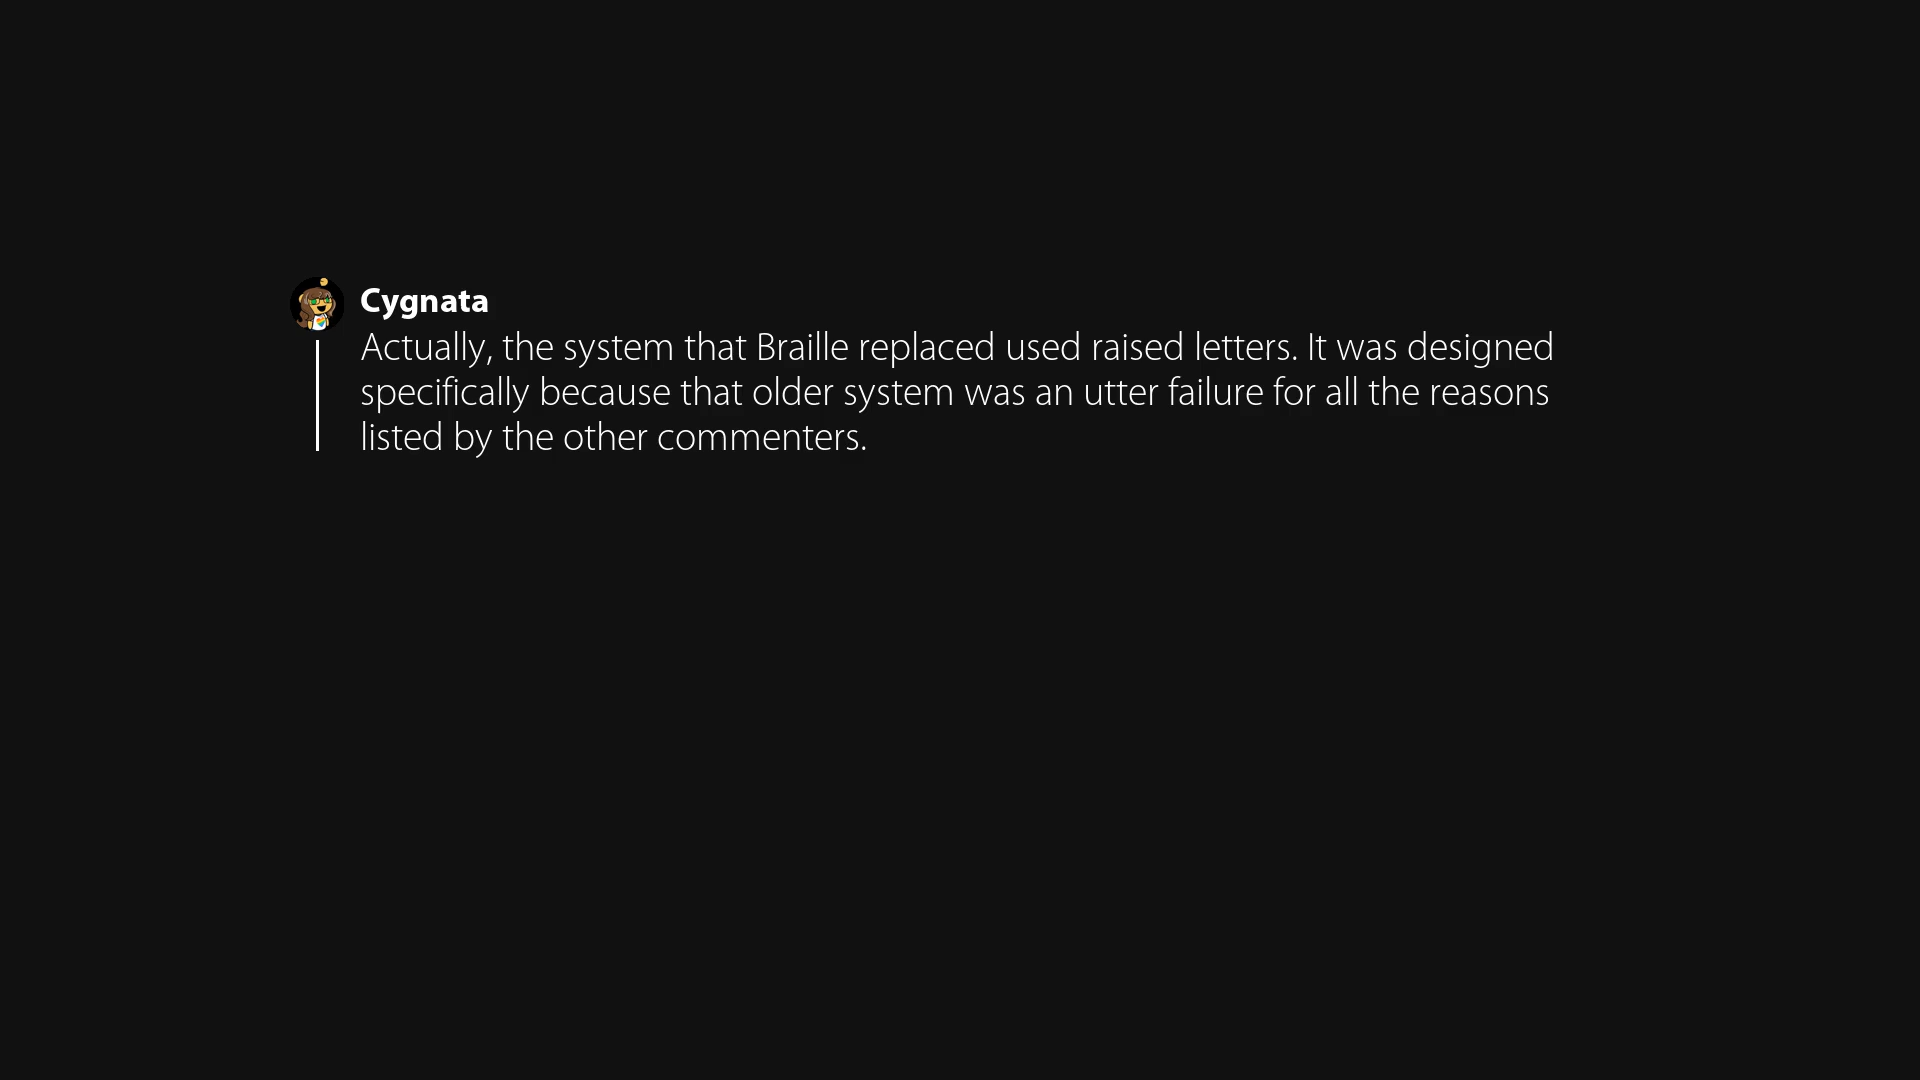 Cygnata
Actually, the system that Braille replaced used raised letters. It was designed
specifically because that older system was an utter failure for all the reasons
listed by the other commenters.